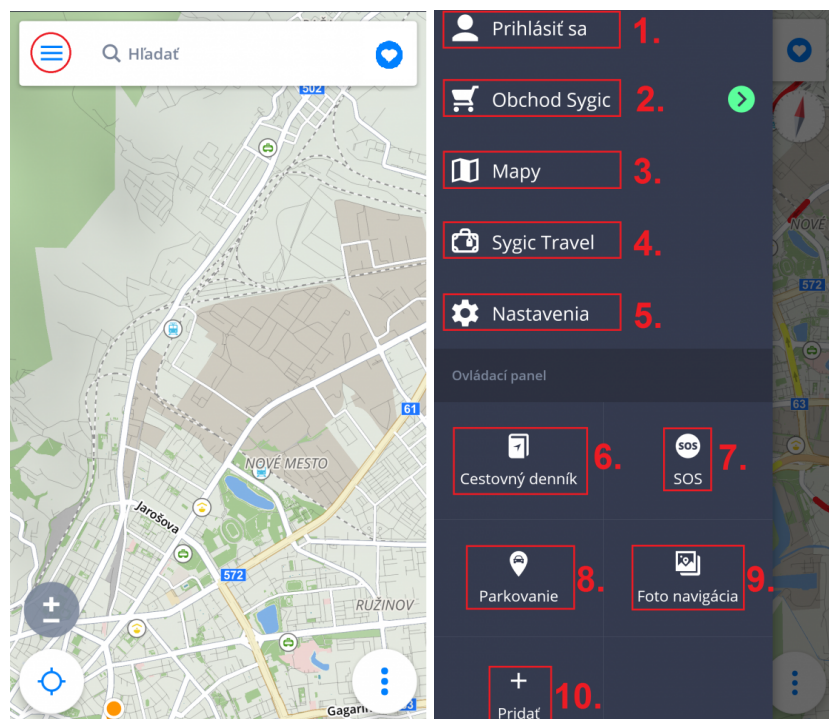 Hľadať
502
61
NOVÉ MESTO
Jarošova
572
RUŽINOV
±
Gagarin
3
Prihlásiť sa 1.
Obchod Sygic 2.
Mapy 3.
Sygic Travel 4.
NOVÉ
572
Nastavenia 5.
Ovládací panel
63
Cestovný denník 6.
SOS
SOS 7.
Parkovanie 8.
Foto navigácia 9.
Pridať 10.